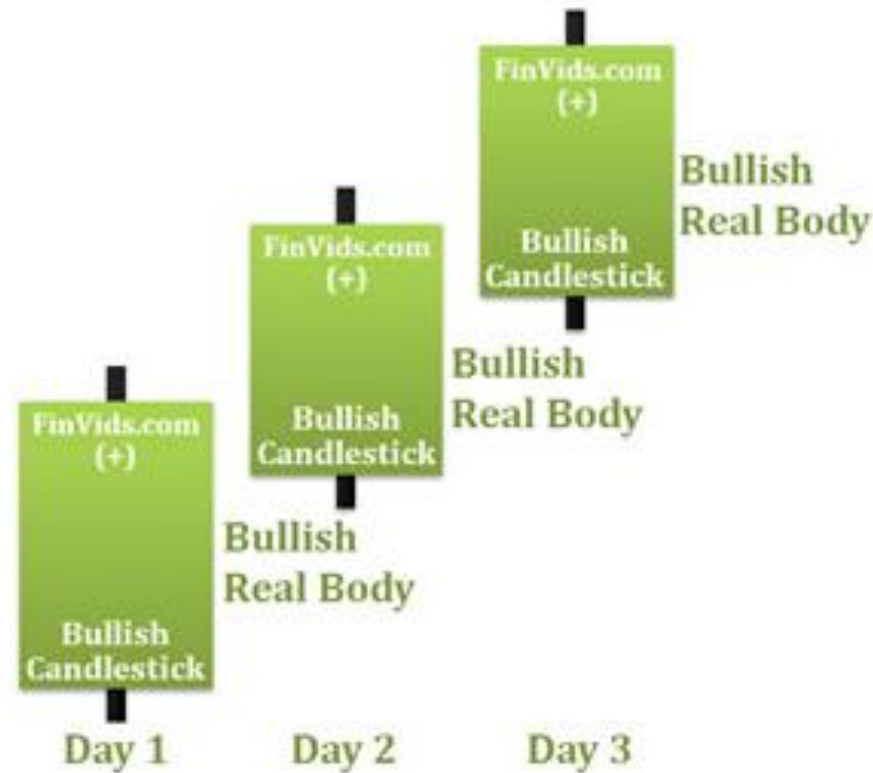 FinVids.com
(+)
Bullish
Candlestick
Bullish
Real Body
FinVids.com
(+)
Bullish
Candlestick
Bullish
Real Body
FinVids.com
(+)
Bullish
Candlestick
Bullish
Real Body
Day 1
Day 2
Day 3